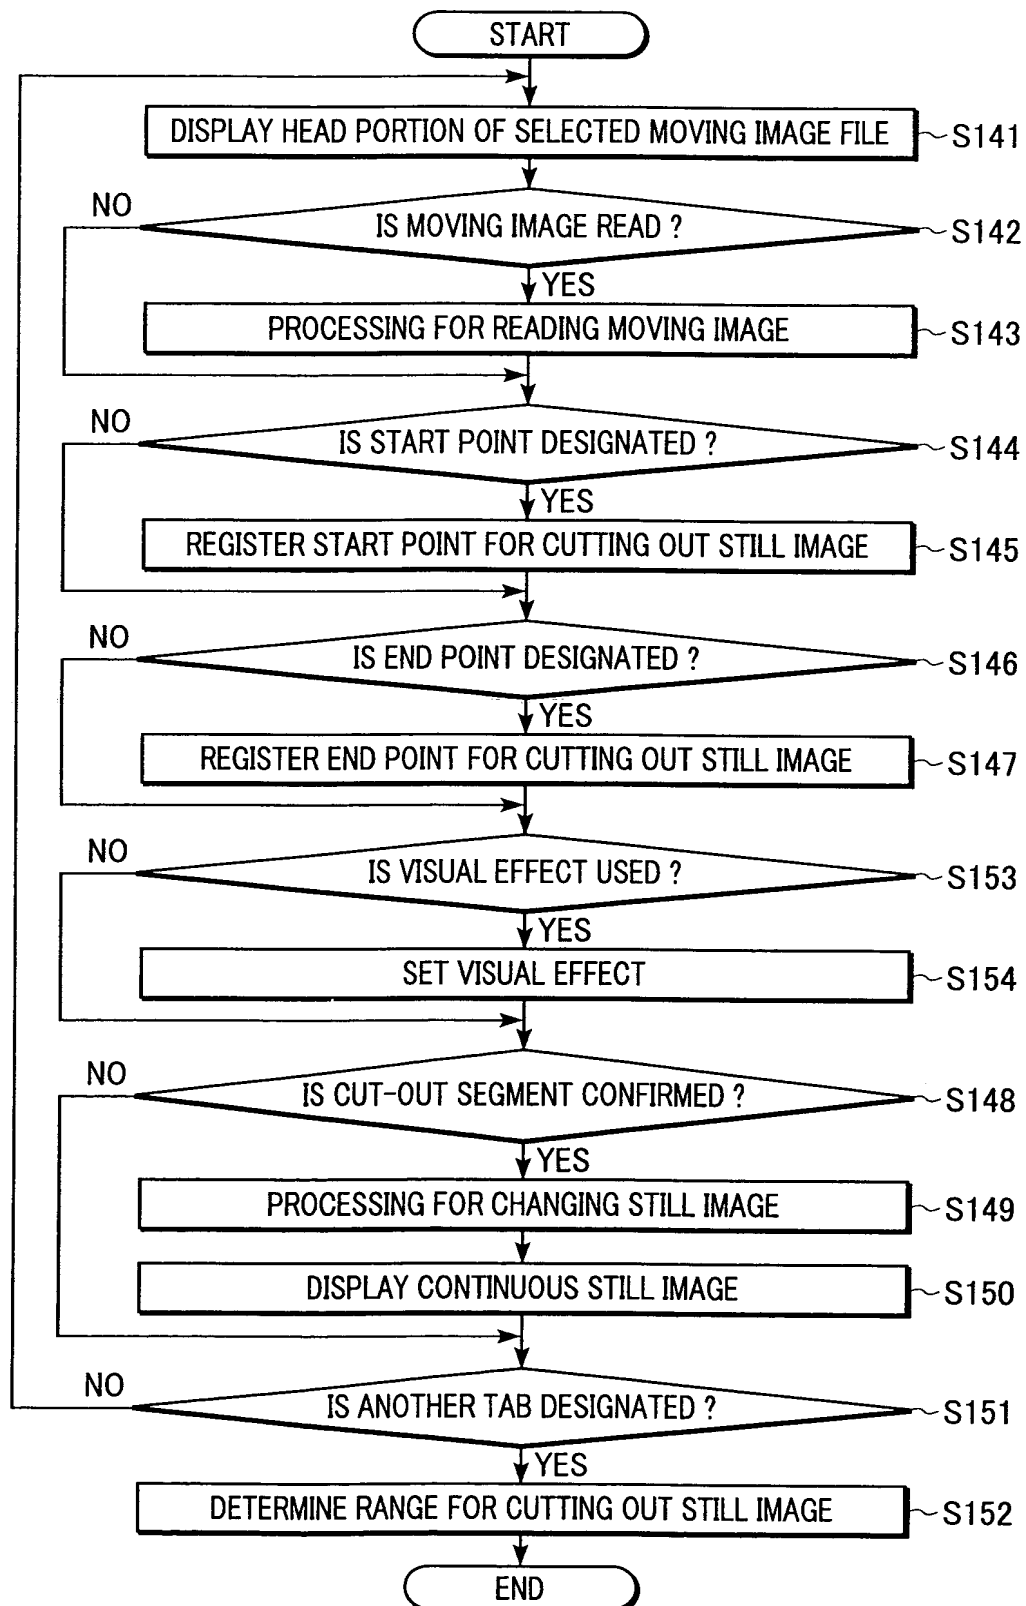 START
DISPLAY HEAD PORTION OF SELECTED MOVING IMAGE FILE
S141
NO
IS MOVING IMAGE READ ?
S142
YES
PROCESSING FOR READING MOVING IMAGE
S143
NO
IS START POINT DESIGNATED ?
S144
YES
REGISTER START POINT FOR CUTTING OUT STILL IMAGE
S145
NO
IS END POINT DESIGNATED ?
S146
YES
REGISTER END POINT FOR CUTTING OUT STILL IMAGE
S147
NO
IS VISUAL EFFECT USED ?
S153
YES
SET VISUAL EFFECT
S154
NO
IS CUT-OUT SEGMENT CONFIRMED ?
S148
YES
PROCESSING FOR CHANGING STILL IMAGE
S149
DISPLAY CONTINUOUS STILL IMAGE
S150
NO
IS ANOTHER TAB DESIGNATED ?
S151
YES
DETERMINE RANGE FOR CUTTING OUT STILL IMAGE
S152
END